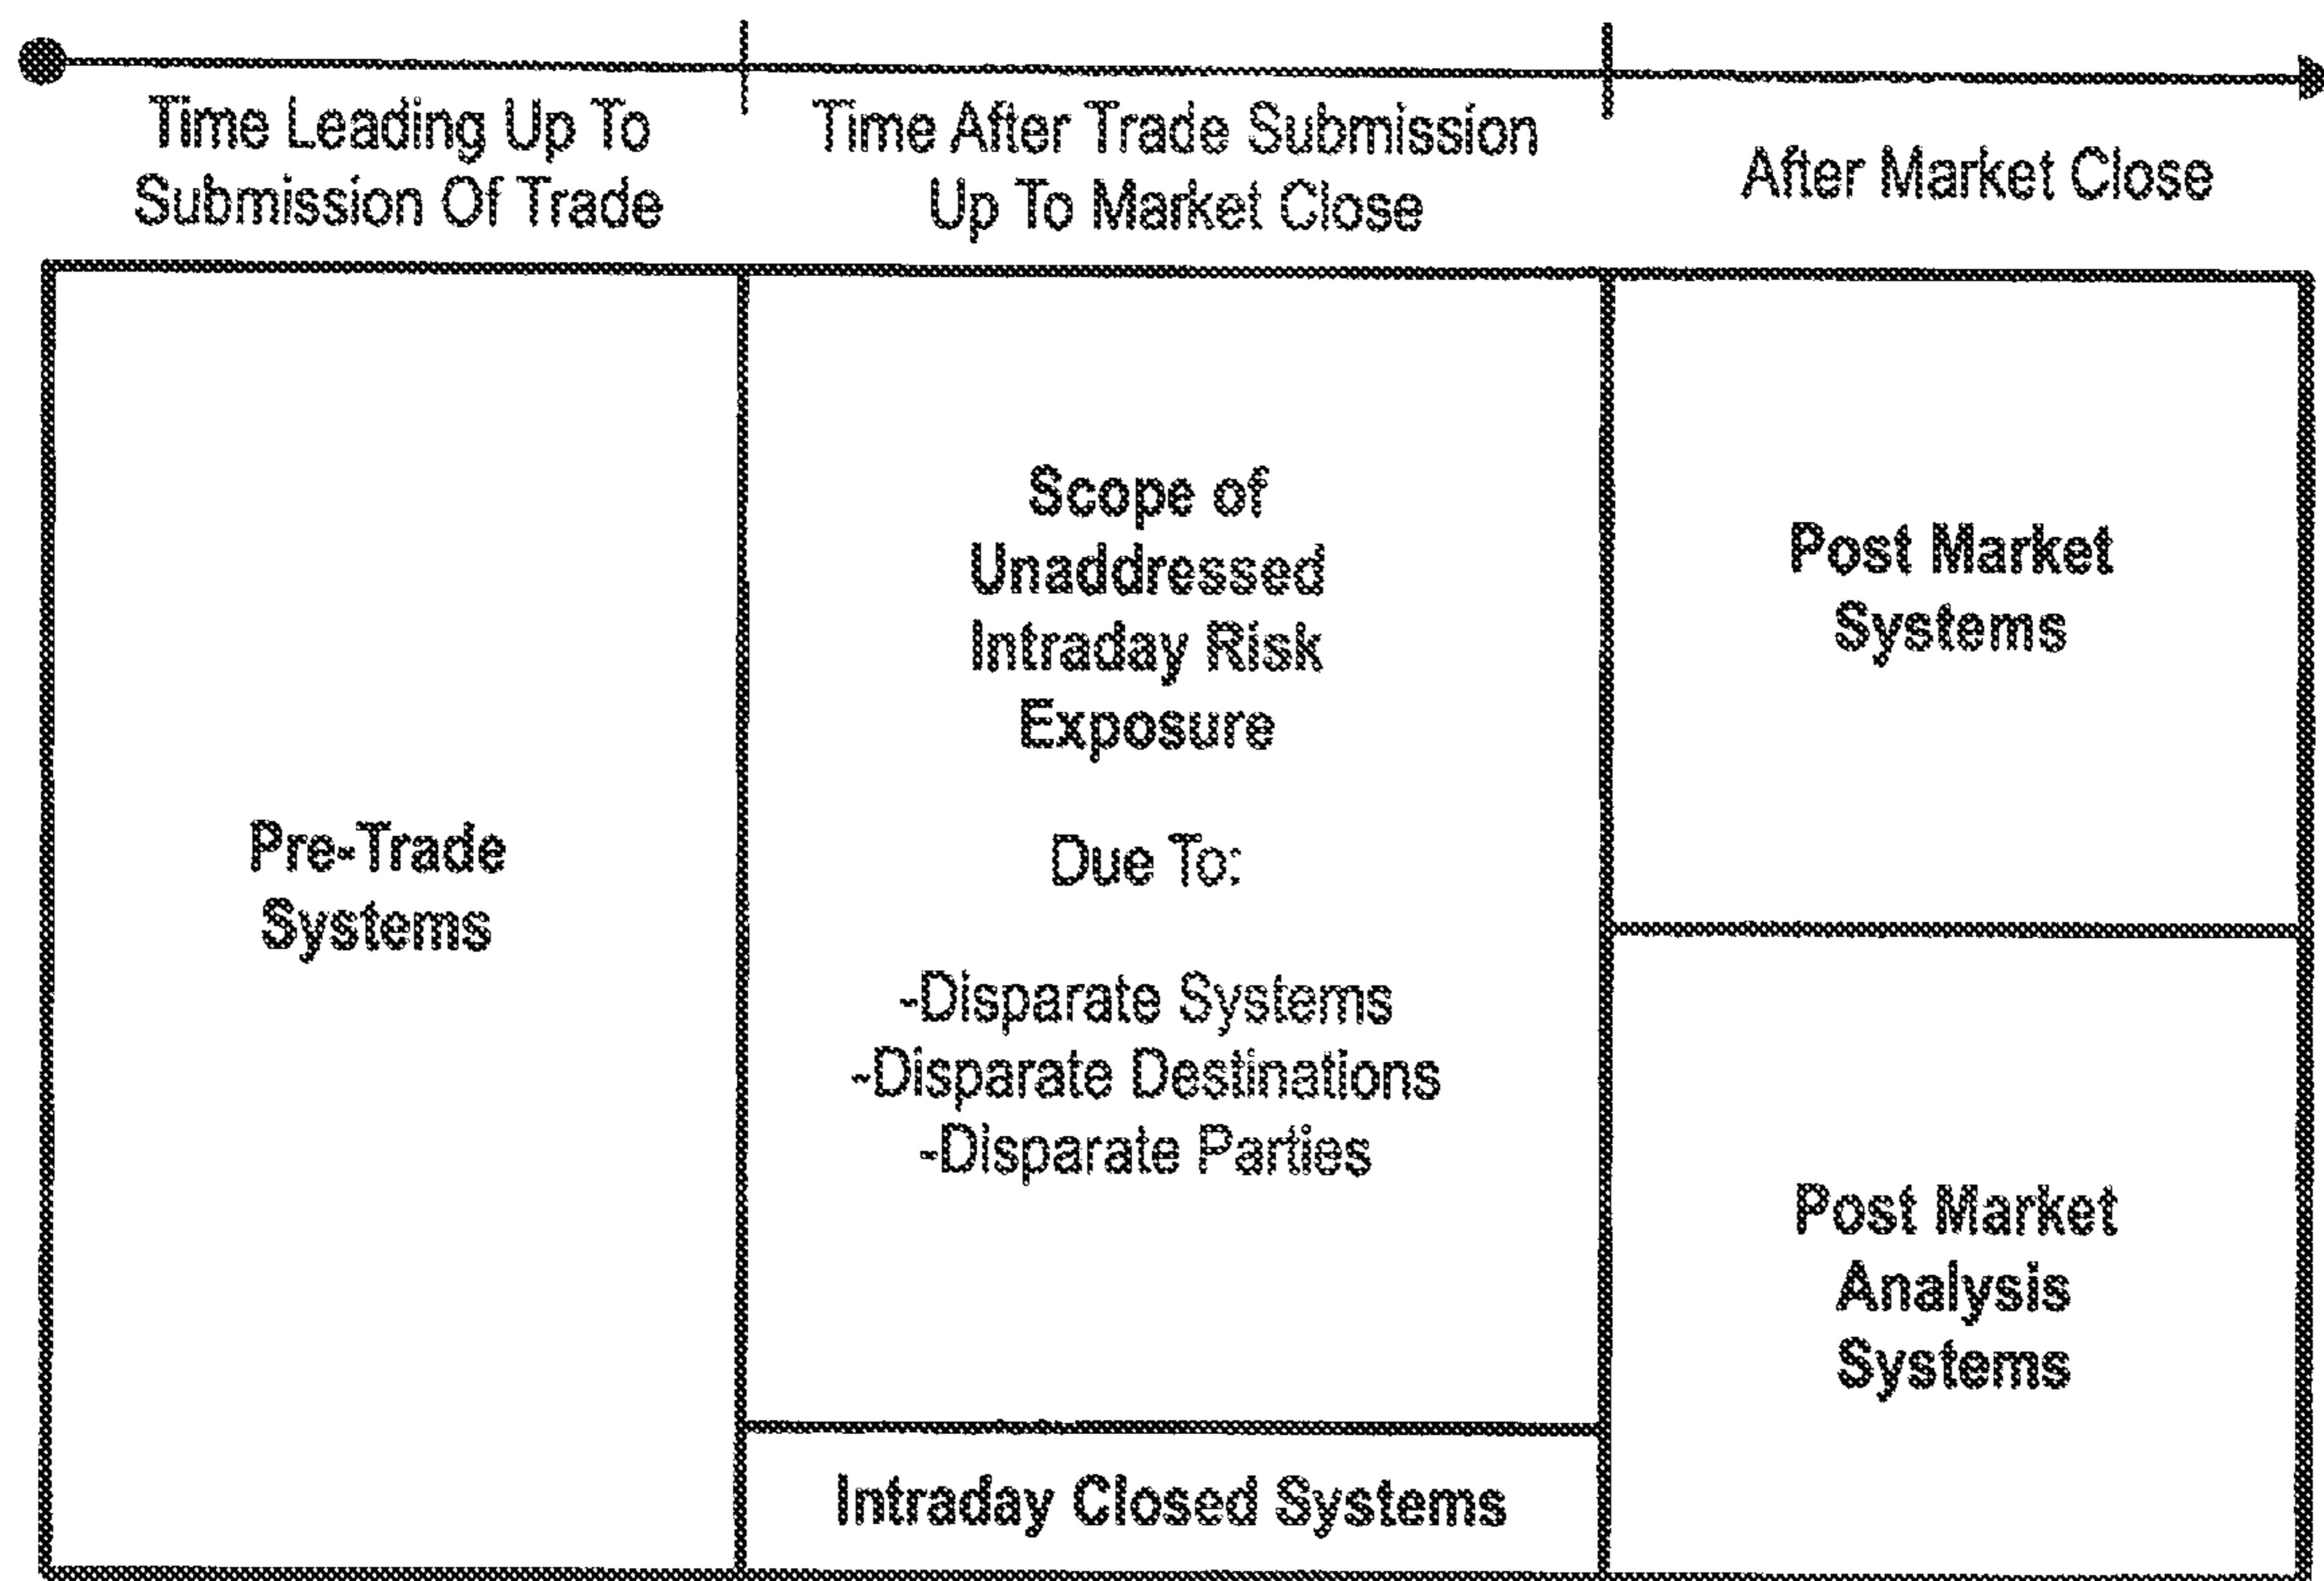 Time Leading Up To
Submission Of Trade
Time After Trade Submission
Up To Market Close
After Market Close
Pre-Trade
Systems
Scope of
Unaddressed
Intraday Risk
Exposure
Due To:
-Disparate Systems
-Disparate Destinations
-Disparate Parties
Intraday Closed Systems
Post Market
Systems
Post Market
Analysis
Systems